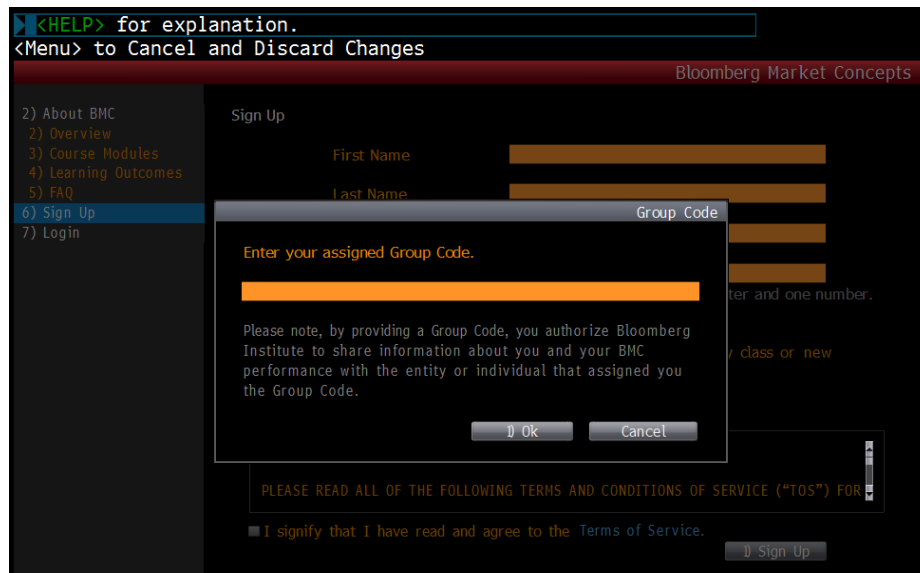 <HELP> for explanation.
<Menu> to Cancel and Discard Changes
Bloomberg Market Concepts
2) About BMC
2) Overview
3) Course Modules
4) Learning Outcomes
5) FAQ
6) Sign Up
7) Login
Sign Up
First Name
Last Name
Group Code
Enter your assigned Group Code.
Please note, by providing a Group Code, you authorize Bloomberg
Institute to share information about you and your BMC
performance with the entity or individual that assigned you
the Group Code.
1) Ok
Cancel
ter and one number.
class or new
PLEASE READ ALL OF THE FOLLOWING TERMS AND CONDITIONS OF SERVICE (“TOS”) FOR
I signify that I have read and agree to the Terms of Service.
1) Sign Up